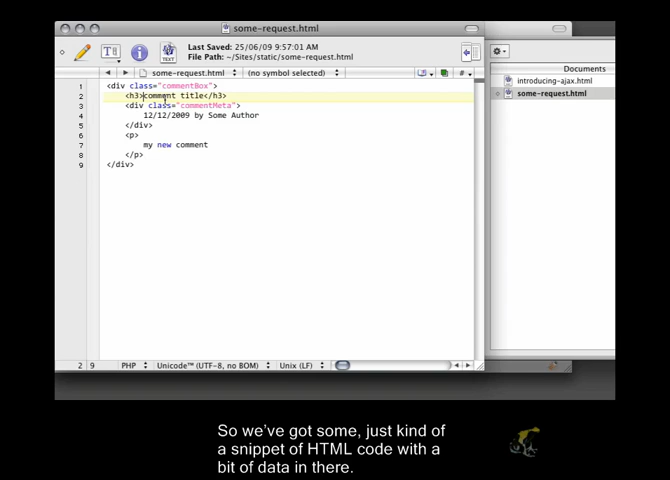 some-request.html
Last Saved: 25/06/09 9:57:01 AM
File Path: ~/Sites/static/some-request.html
TEXT
some-request.html
(no symbol selected)
#
1 <div class="commentBox">
2 <h3>comment title</h3>
3 <div class="commentMeta">
4 12/12/2009 by Some Author
5 </div>
6 <p>
7 my new comment
8 </p>
9 </div>
2 9 PHP Unicode™ (UTF-8, no BOM) Unix (LF)
Documents
introducing-ajax.html
some-request.html
So we've got some, just kind of
a snippet of HTML code with a
bit of data in there.